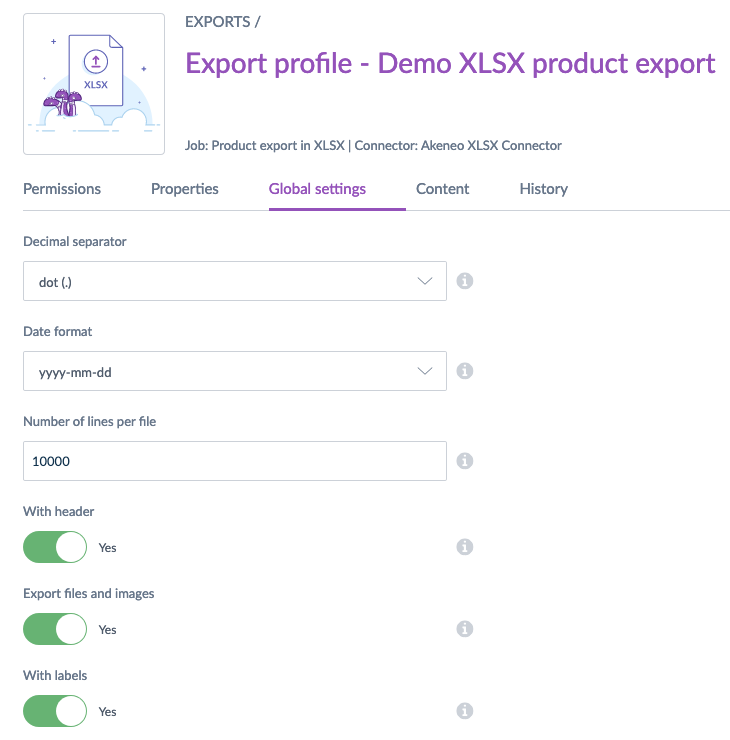 XLSX
EXPORTS /
Export profile - Demo XLSX product export
Job: Product export in XLSX | Connector: Akeneo XLSX Connector
Permissions Properties Global settings Content History
Decimal separator
dot (.)
Date format
yyyy-mm-dd
Number of lines per file
10000
With header
Yes
Export files and images
Yes
With labels
Yes